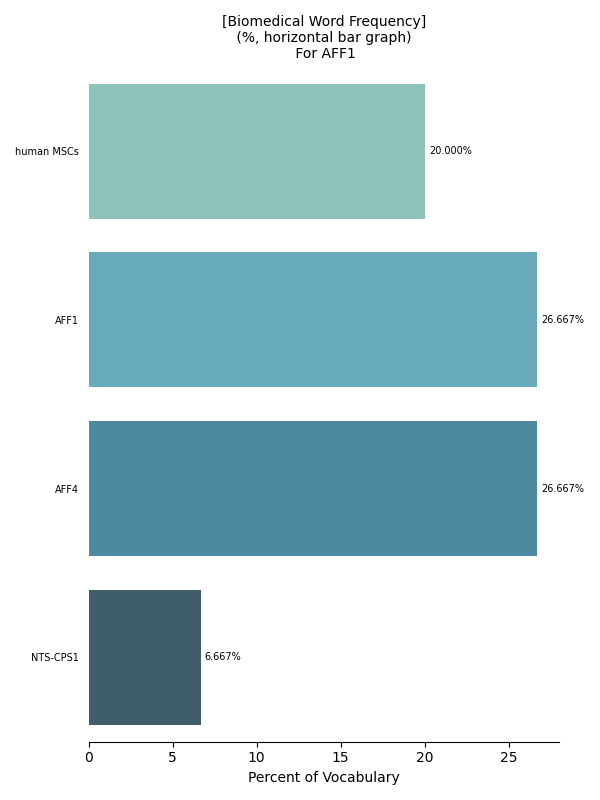 [Biomedical Word Frequency]
(%, horizontal bar graph)
For AFF1
human MSCs
20.000%
AFF1
26.667%
AFF4
26.667%
NTS-CPS1
6.667%
0 5 10 15 20 25
Percent of Vocabulary